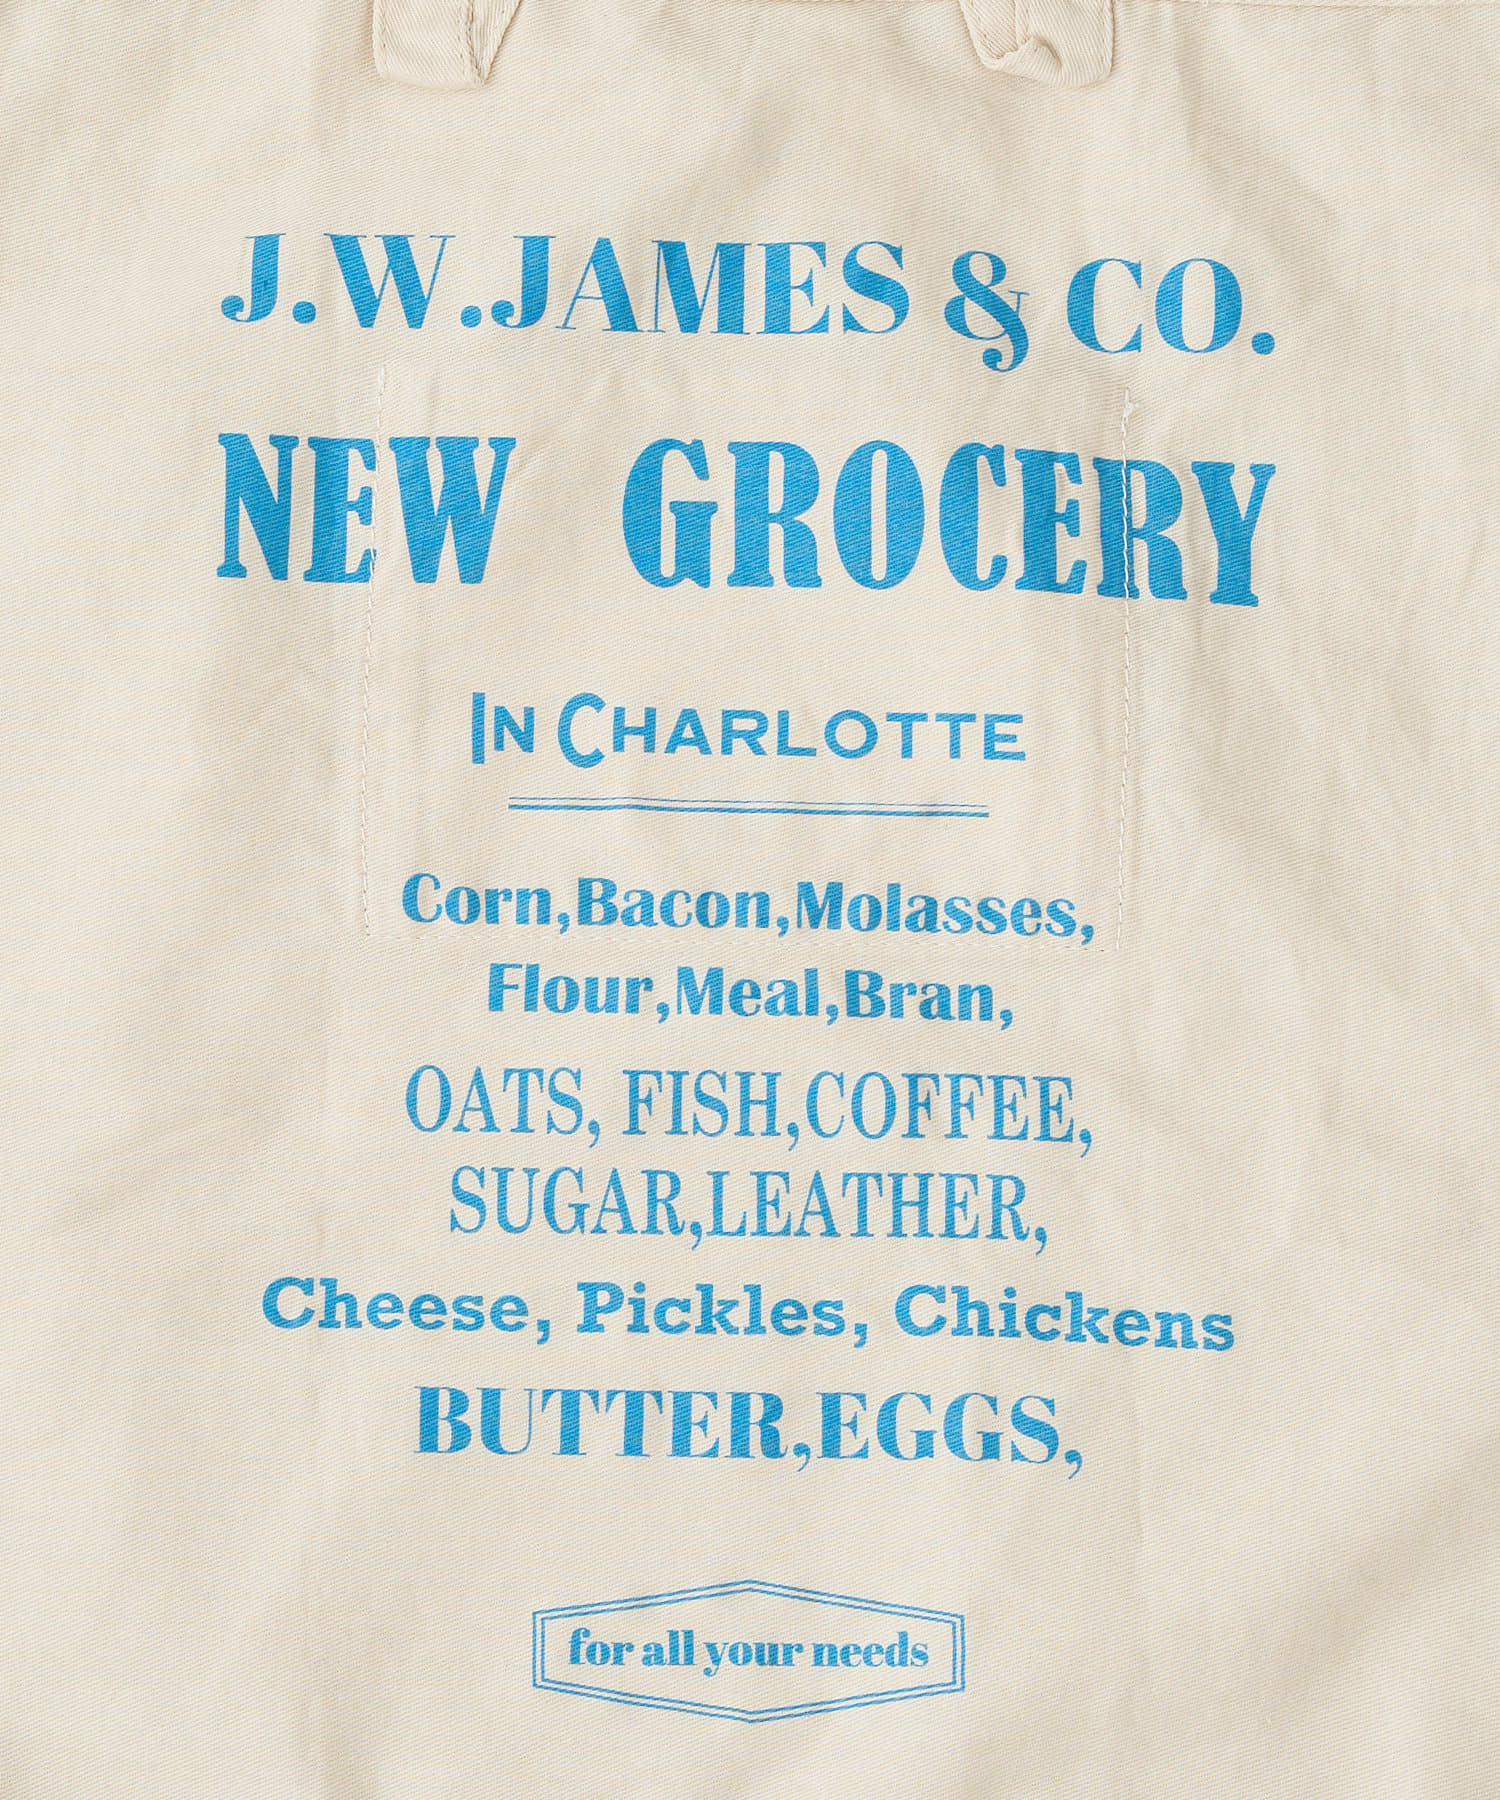 J.W.JAMES & CO.
NEW GROCERY
IN CHARLOTTE
Corn,Bacon,Molasses,
Flour,Meal,Bran,
OATS, FISH,COFFEE,
SUGAR,LEATHER,
Cheese, Pickles, Chickens
BUTTER,EGGS,
for all your needs